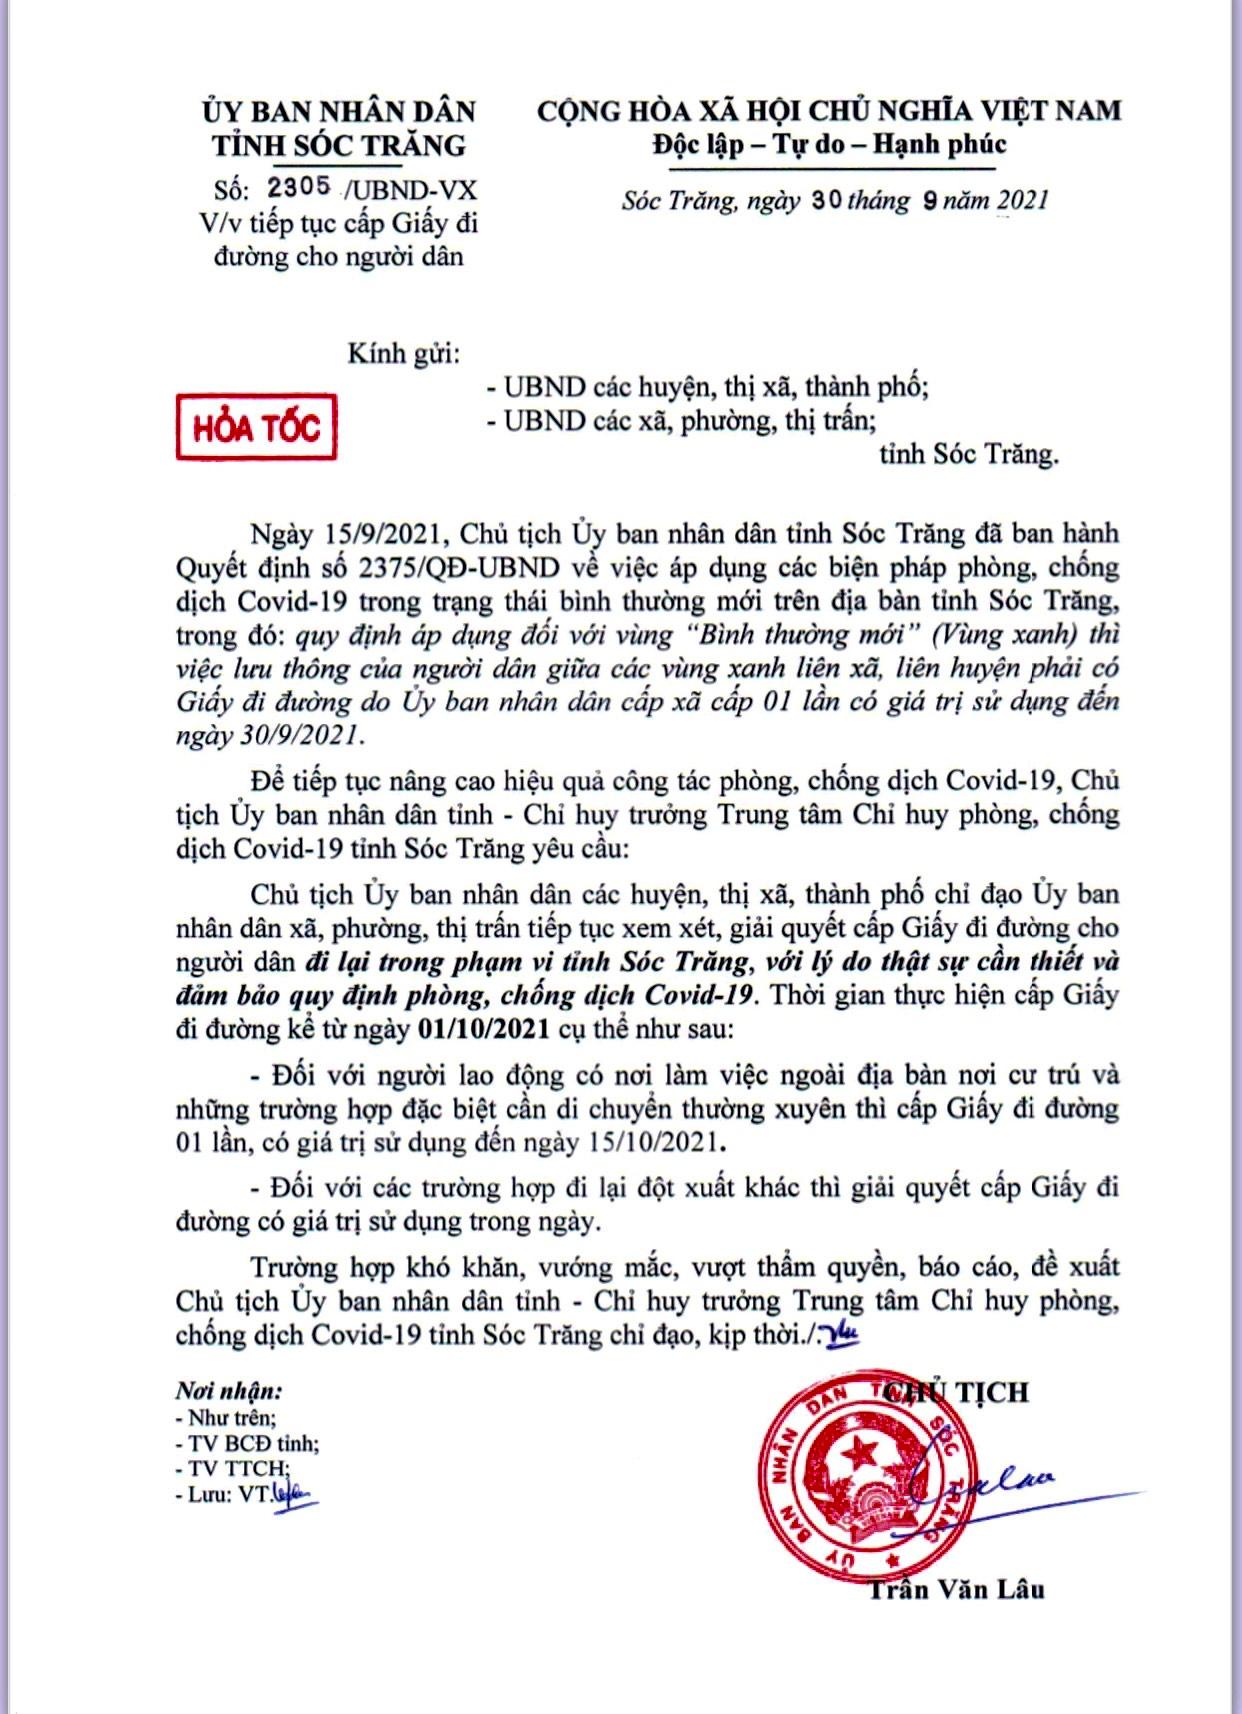 ỦY BAN NHÂN DÂN
TỈNH SÓC TRĂNG
Số: 2305 /UBND-VX
V/v tiếp tục cấp Giấy đi
đường cho người dân
CỘNG HÒA XÃ HỘI CHỦ NGHĨA VIỆT NAM
Độc lập – Tự do – Hạnh phúc
Sóc Trăng, ngày 30 tháng 9 năm 2021
Kính gửi:
- UBND các huyện, thị xã, thành phố;
- UBND các xã, phường, thị trấn;
tỉnh Sóc Trăng.
HỎA TỐC
Ngày 15/9/2021, Chủ tịch Ủy ban nhân dân tỉnh Sóc Trăng đã ban hành
Quyết định số 2375/QĐ-UBND về việc áp dụng các biện pháp phòng, chống
dịch Covid-19 trong trạng thái bình thường mới trên địa bàn tỉnh Sóc Trăng,
trong đó: quy định áp dụng đối với vùng “Bình thường mới” (Vùng xanh) thì
việc lưu thông của người dân giữa các vùng xanh liên xã, liên huyện phải có
Giấy đi đường do Ủy ban nhân dân cấp xã cấp 01 lần có giá trị sử dụng đến
ngày 30/9/2021.
Để tiếp tục nâng cao hiệu quả công tác phòng, chống dịch Covid-19, Chủ
tịch Ủy ban nhân dân tỉnh - Chỉ huy trưởng Trung tâm Chỉ huy phòng, chống
dịch Covid-19 tỉnh Sóc Trăng yêu cầu:
Chủ tịch Ủy ban nhân dân các huyện, thị xã, thành phố chỉ đạo Ủy ban
nhân dân xã, phường, thị trấn tiếp tục xem xét, giải quyết cấp Giấy đi đường cho
người dân đi lại trong phạm vi tỉnh Sóc Trăng, với lý do thật sự cần thiết và
đảm bảo quy định phòng, chống dịch Covid-19. Thời gian thực hiện cấp Giấy
đi đường kể từ ngày 01/10/2021 cụ thể như sau:
- Đối với người lao động có nơi làm việc ngoài địa bàn nơi cư trú và
những trường hợp đặc biệt cần di chuyển thường xuyên thì cấp Giấy đi đường
01 lần, có giá trị sử dụng đến ngày 15/10/2021.
- Đối với các trường hợp đi lại đột xuất khác thì giải quyết cấp Giấy đi
đường có giá trị sử dụng trong ngày.
Trường hợp khó khăn, vướng mắc, vượt thẩm quyền, báo cáo, đề xuất
Chủ tịch Ủy ban nhân dân tỉnh - Chỉ huy trưởng Trung tâm Chỉ huy phòng,
chống dịch Covid-19 tỉnh Sóc Trăng chỉ đạo, kịp thời./.
Nơi nhận:
- Như trên;
- TV BCĐ tỉnh;
- TV TTCH;
- Lưu: VT.
CHỦ TỊCH
ỦY BAN NHÂN DÂN TỈNH SÓC TRĂNG
Trần Văn Lâu